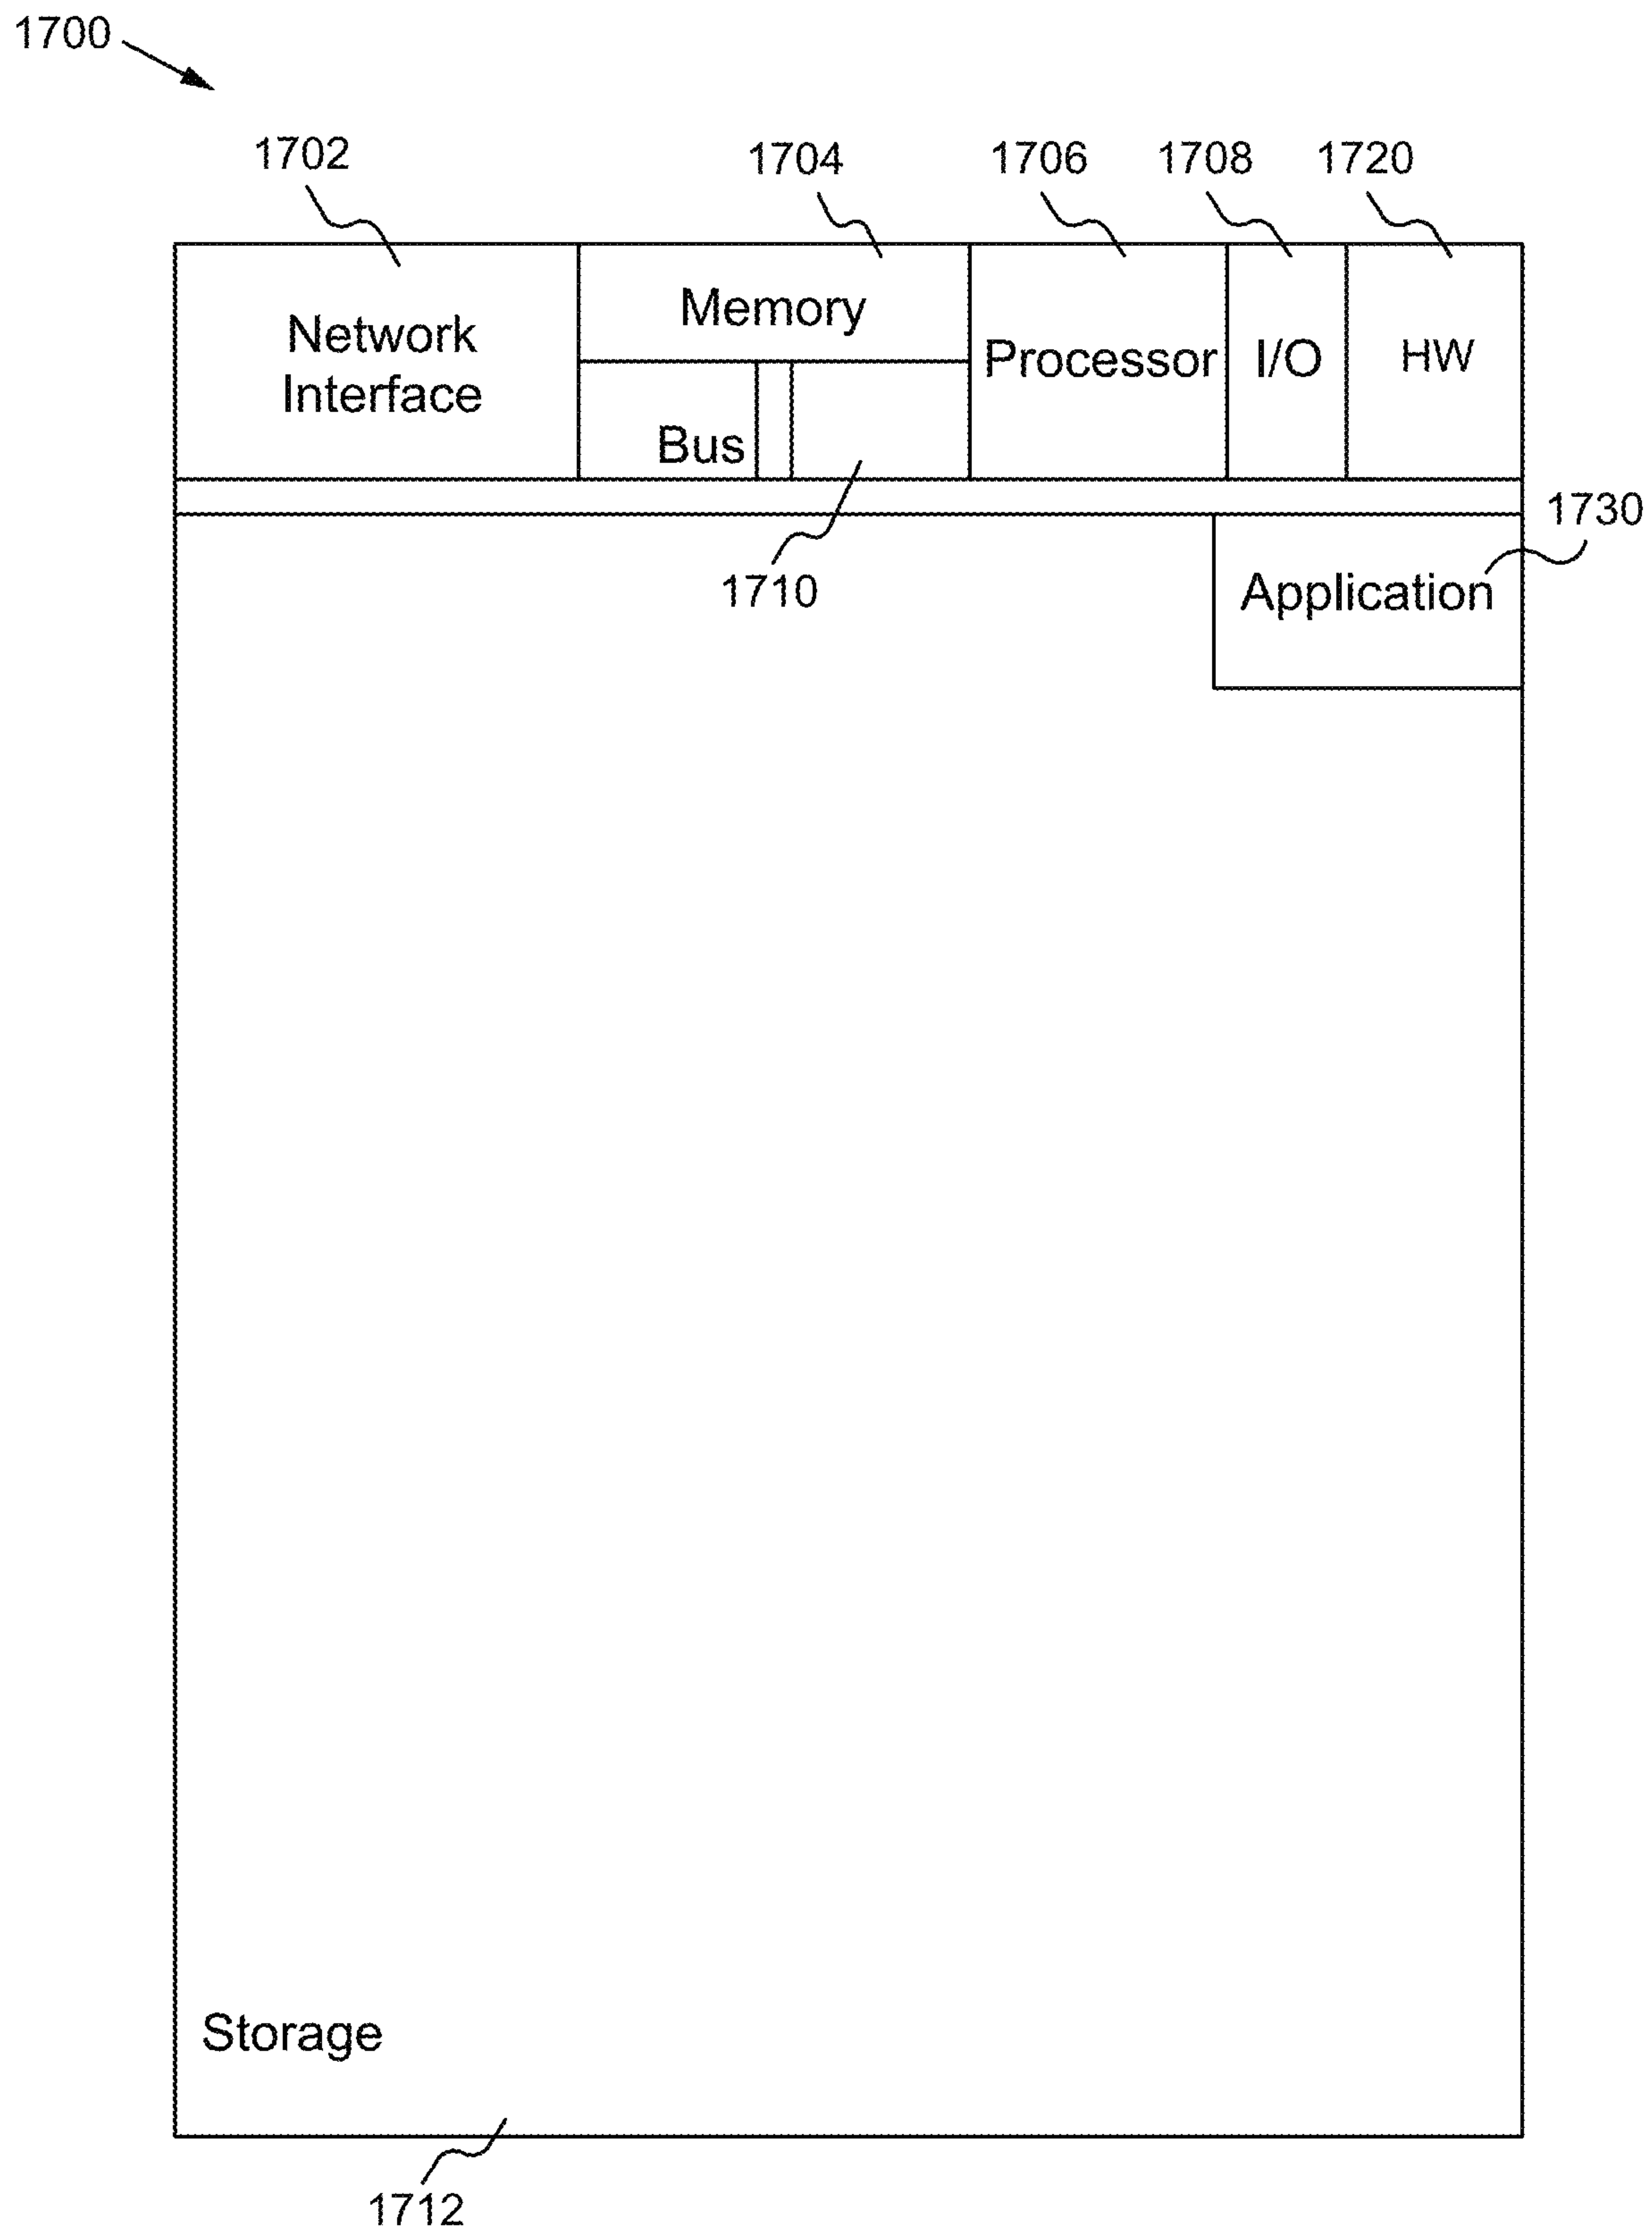 1700
1702
1704
1706
1708
1720
Network
Interface
Memory
Bus
Processor
I/O
HW
1710
1730
Application
Storage
1712